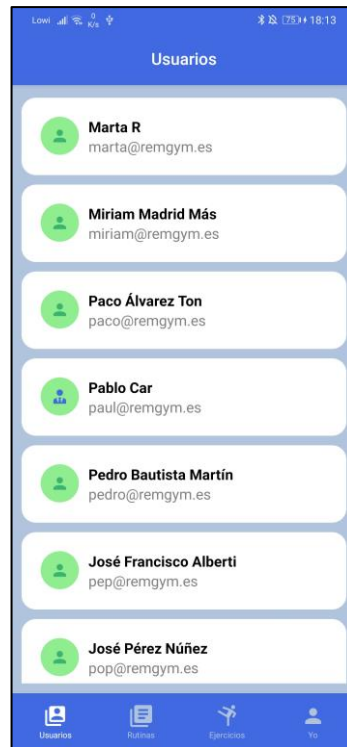 Lowi 0 K/s 75 18:13
Usuarios
Marta R
marta@remgym.es
Miriam Madrid Más
miriam@remgym.es
Paco Álvarez Ton
paco@remgym.es
Pablo Car
paul@remgym.es
Pedro Bautista Martín
pedro@remgym.es
José Francisco Alberti
pep@remgym.es
José Pérez Núñez
pop@remgym.es
Usuarios Rutinas Ejercicios Yo